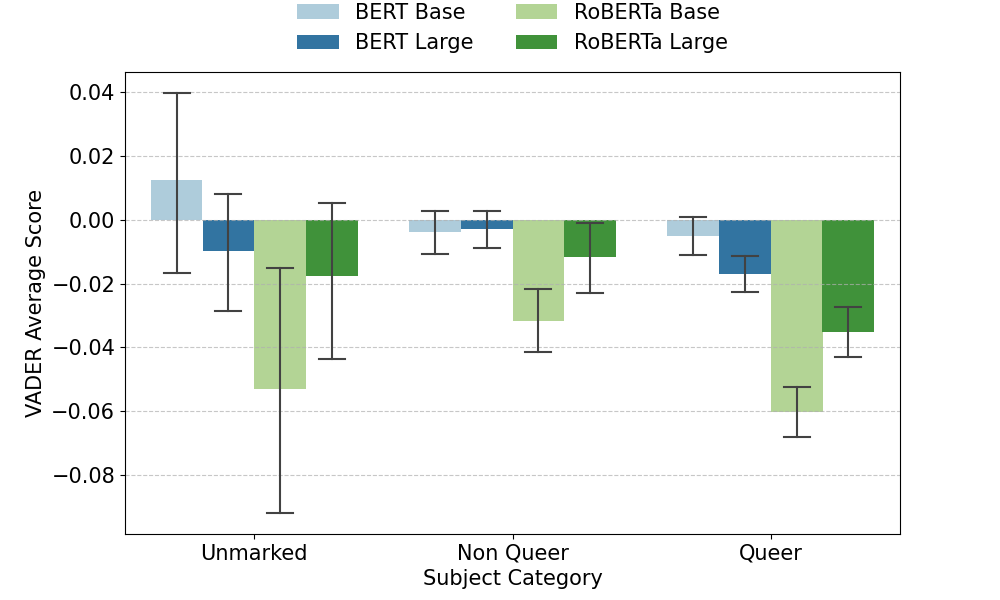 BERT Base
RoBERTa Base
BERT Large
RoBERTa Large
0.04
0.02
0.00
−0.02
−0.04
−0.06
−0.08
VADER Average Score
Unmarked
Non Queer
Queer
Subject Category